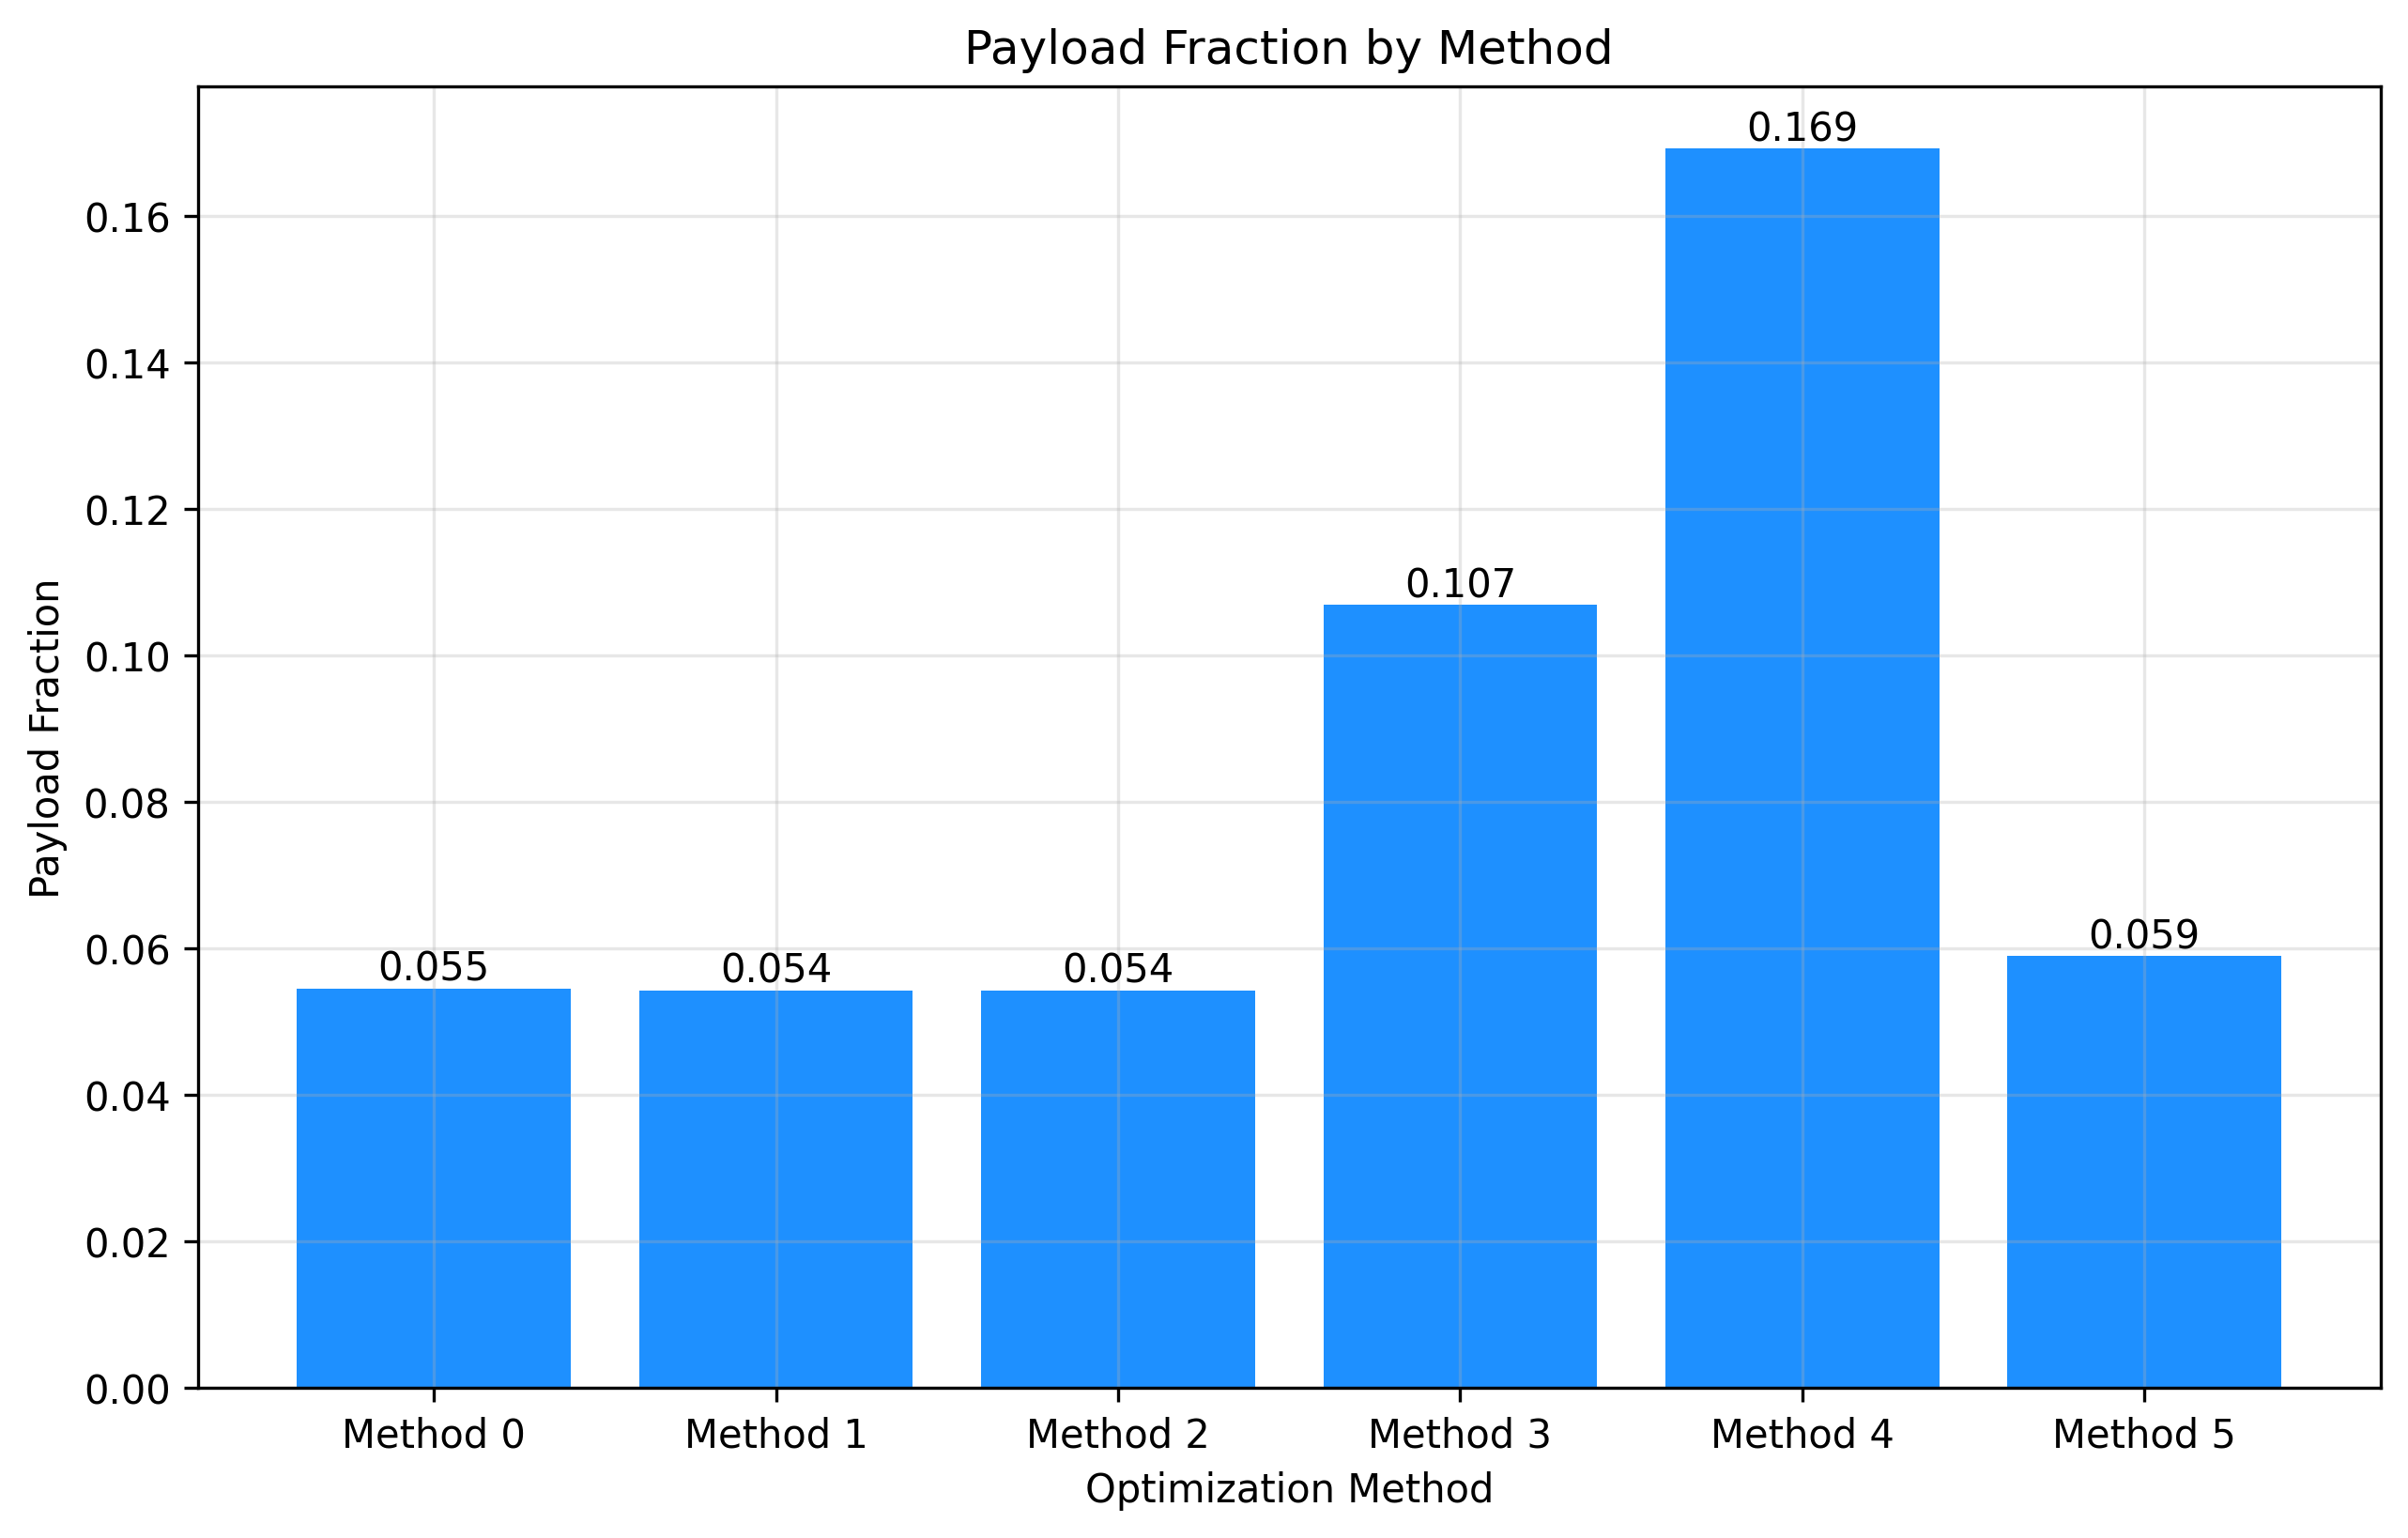 Payload Fraction by Method
Payload Fraction
0.16
0.14
0.12
0.10
0.08
0.06
0.04
0.02
0.00
0.055
0.054
0.054
0.107
0.169
0.059
Method 0
Method 1
Method 2
Method 3
Method 4
Method 5
Optimization Method